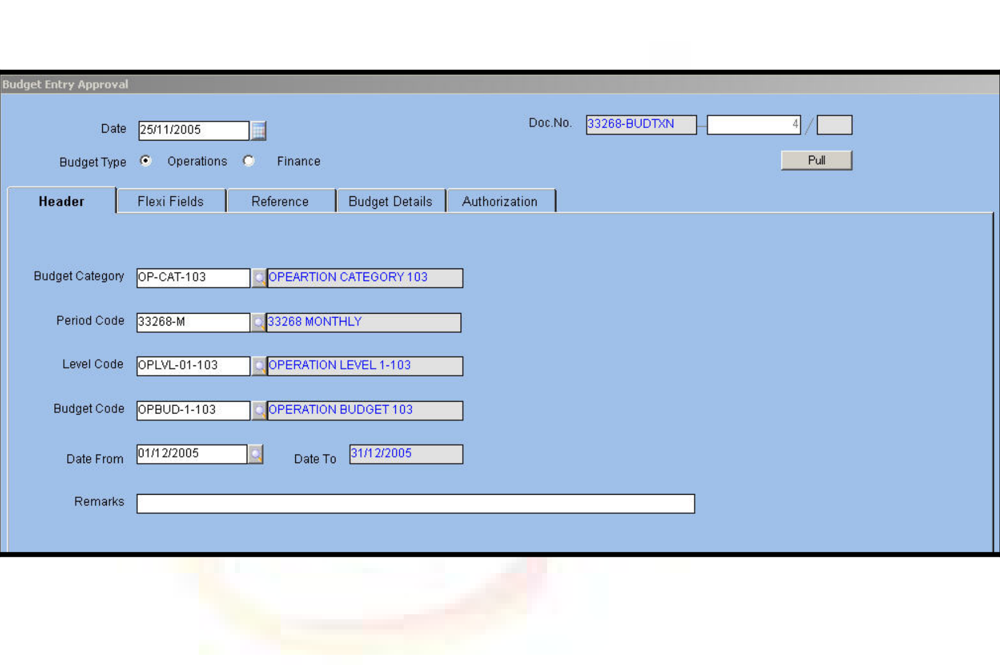 Budget Entry Approval
Date 25/11/2005 Doc.No. 33268-BUDTXN 4 /
Budget Type Operations Finance Pull
Header Flexi Fields Reference Budget Details Authorization
Budget Category OP-CAT-103 OPEARTION CATEGORY 103
Period Code 33268-M 33268 MONTHLY
Level Code OPLVL-01-103 OPERATION LEVEL 1-103
Budget Code OPBUD-1-103 OPERATION BUDGET 103
Date From 01/12/2005 Date To 31/12/2005
Remarks